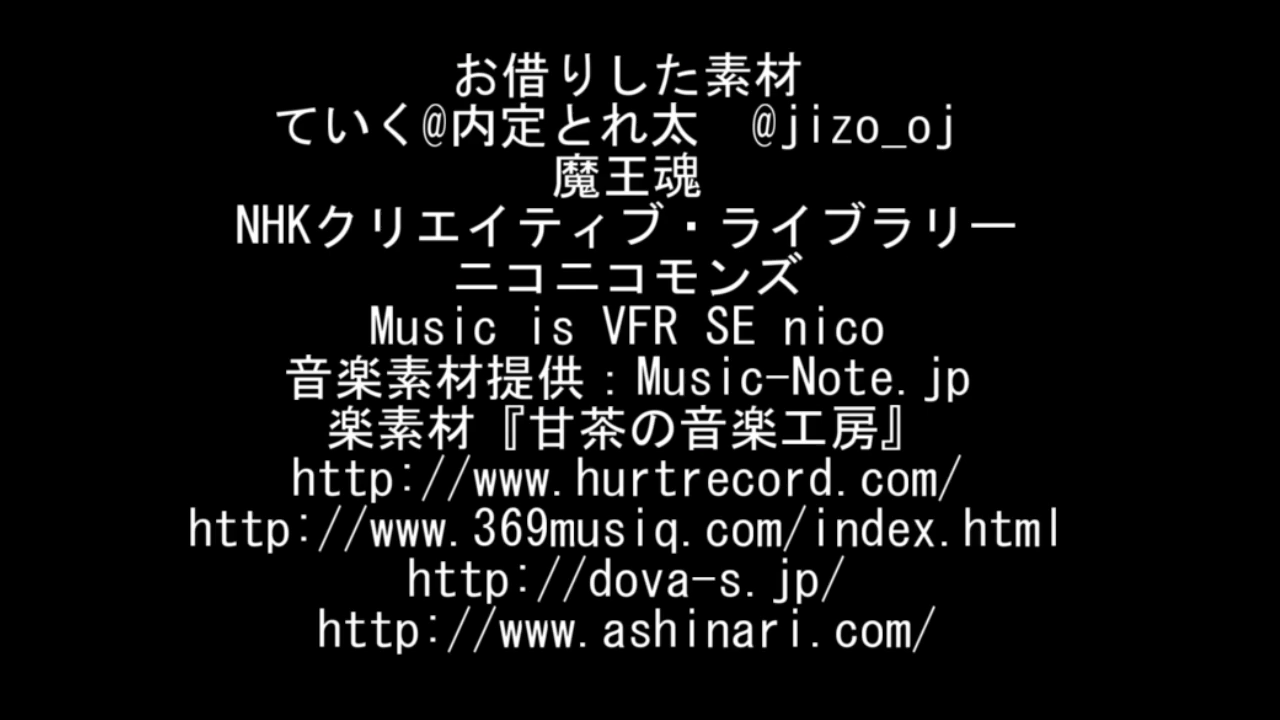 お借りした素材
ていく@内定とれ太　@jizo_oj
魔王魂
NHKクリエイティブ・ライブラリー
ニコニコモンズ
Music is VFR SE nico
音楽素材提供：Music-Note.jp
楽素材『甘茶の音楽工房』
http://www.hurtrecord.com/
http://www.369musiq.com/index.html
http://dova-s.jp/
http://www.ashinari.com/